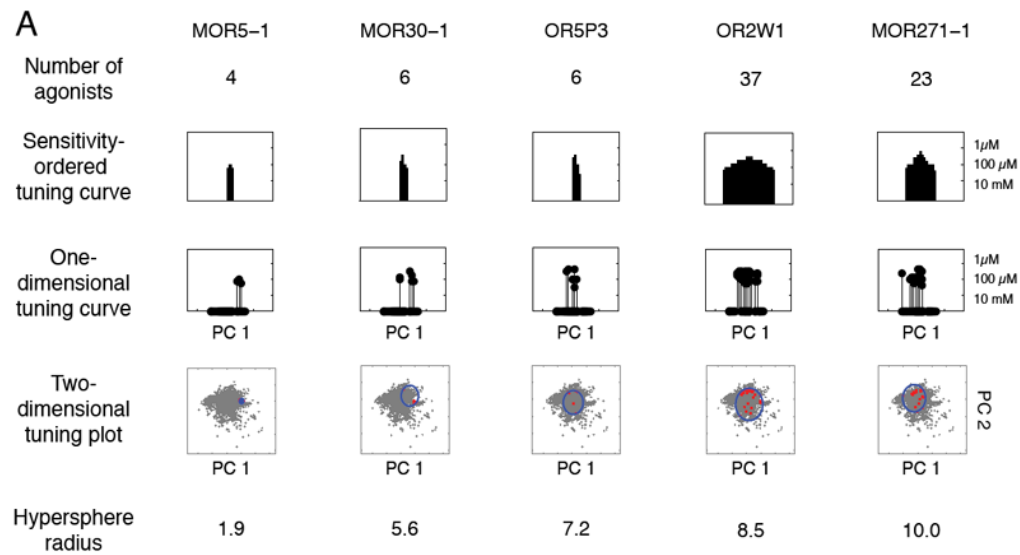 A
MOR5–1 MOR30–1 OR5P3 OR2W1 MOR271–1
Number of
agonists
4 6 6 37 23
Sensitivity-
ordered
tuning curve
1µM
100 µM
10 mM
One-
dimensional
tuning curve
1µM
100 µM
10 mM
PC 1 PC 1 PC 1 PC 1 PC 1
Two-
dimensional
tuning plot
PC 2
PC 1 PC 1 PC 1 PC 1 PC 1
Hypersphere
radius
1.9 5.6 7.2 8.5 10.0